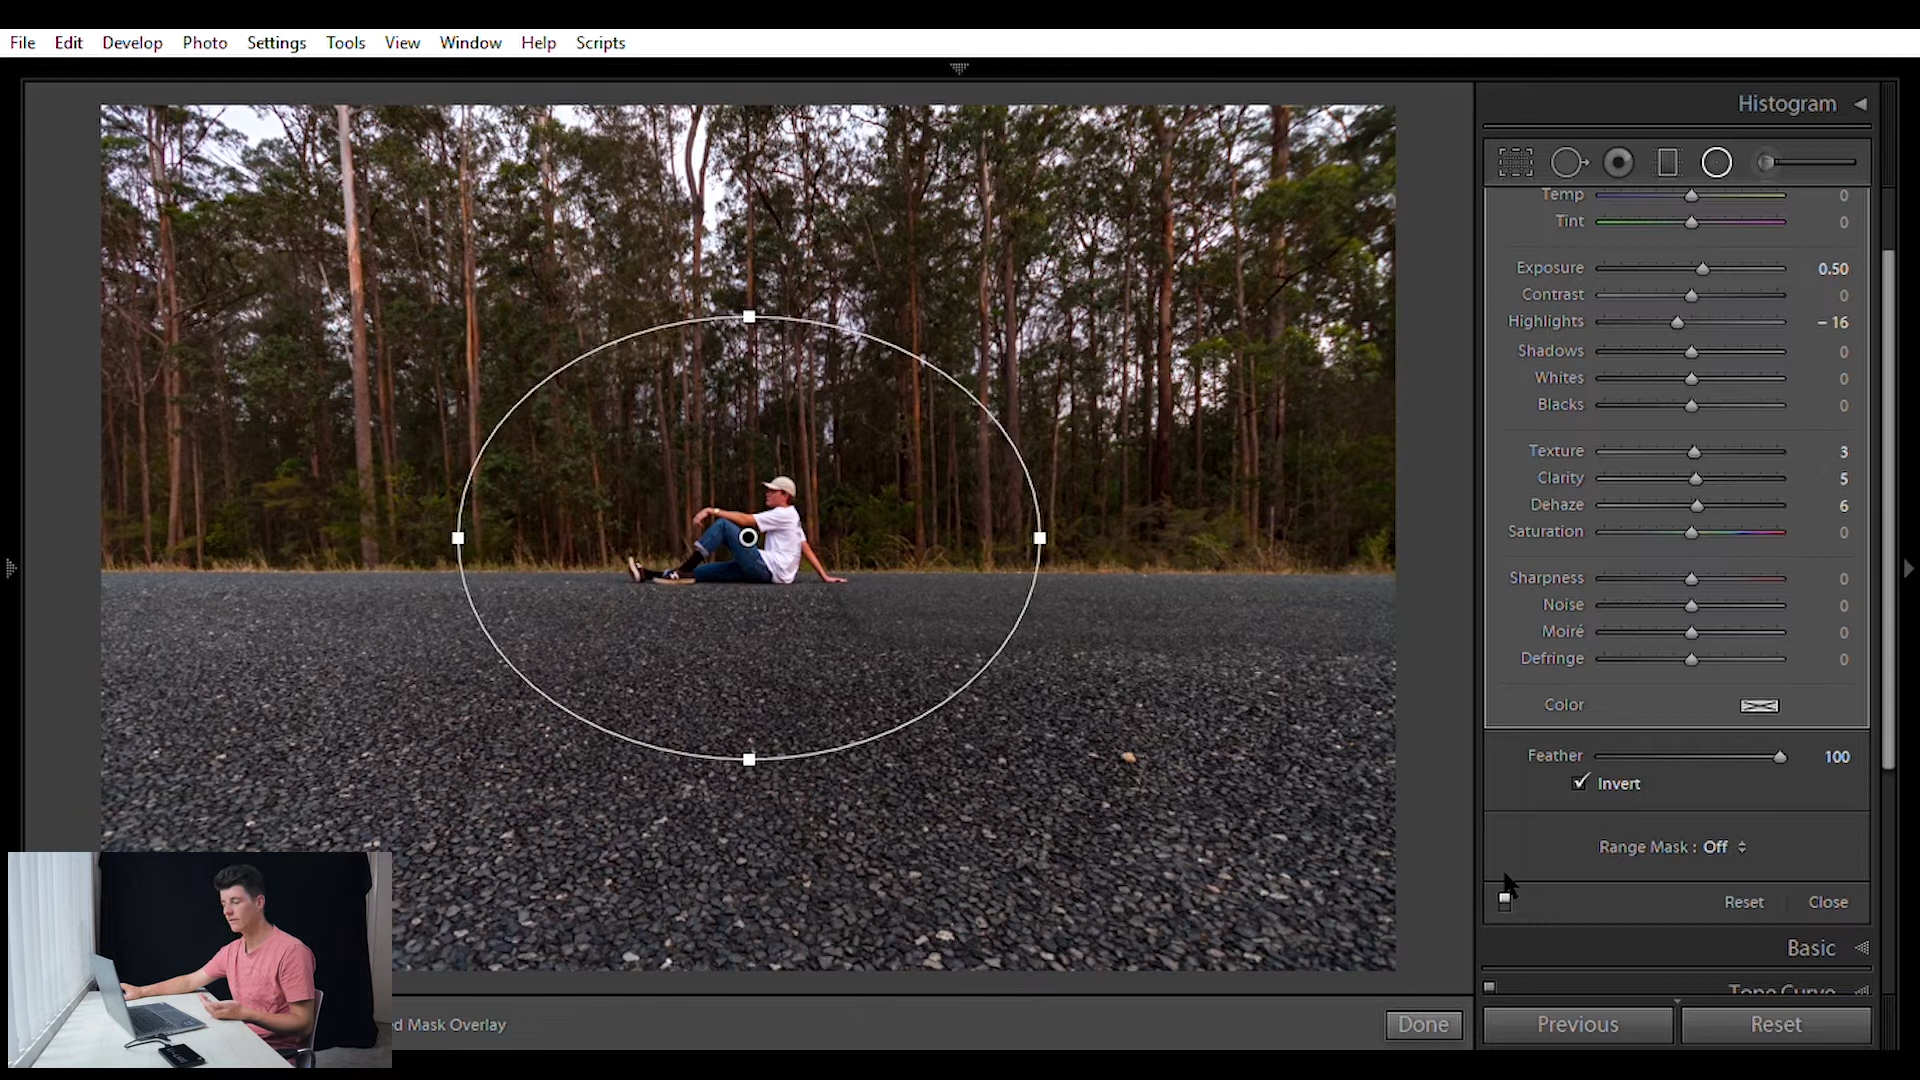 File Edit Develop Photo Settings Tools View Window Help Scripts
Histogram
Temp 0
Tint 0
Exposure 0.50
Contrast 0
Highlights – 16
Shadows 0
Whites 0
Blacks 0
Texture 3
Clarity 5
Dehaze 6
Saturation 0
Sharpness 0
Noise 0
Moiré 0
Defringe 0
Color
Feather 100
Invert
Range Mask : Off
Reset Close
Basic
Tone Curve
Mask Overlay
Done
Previous Reset